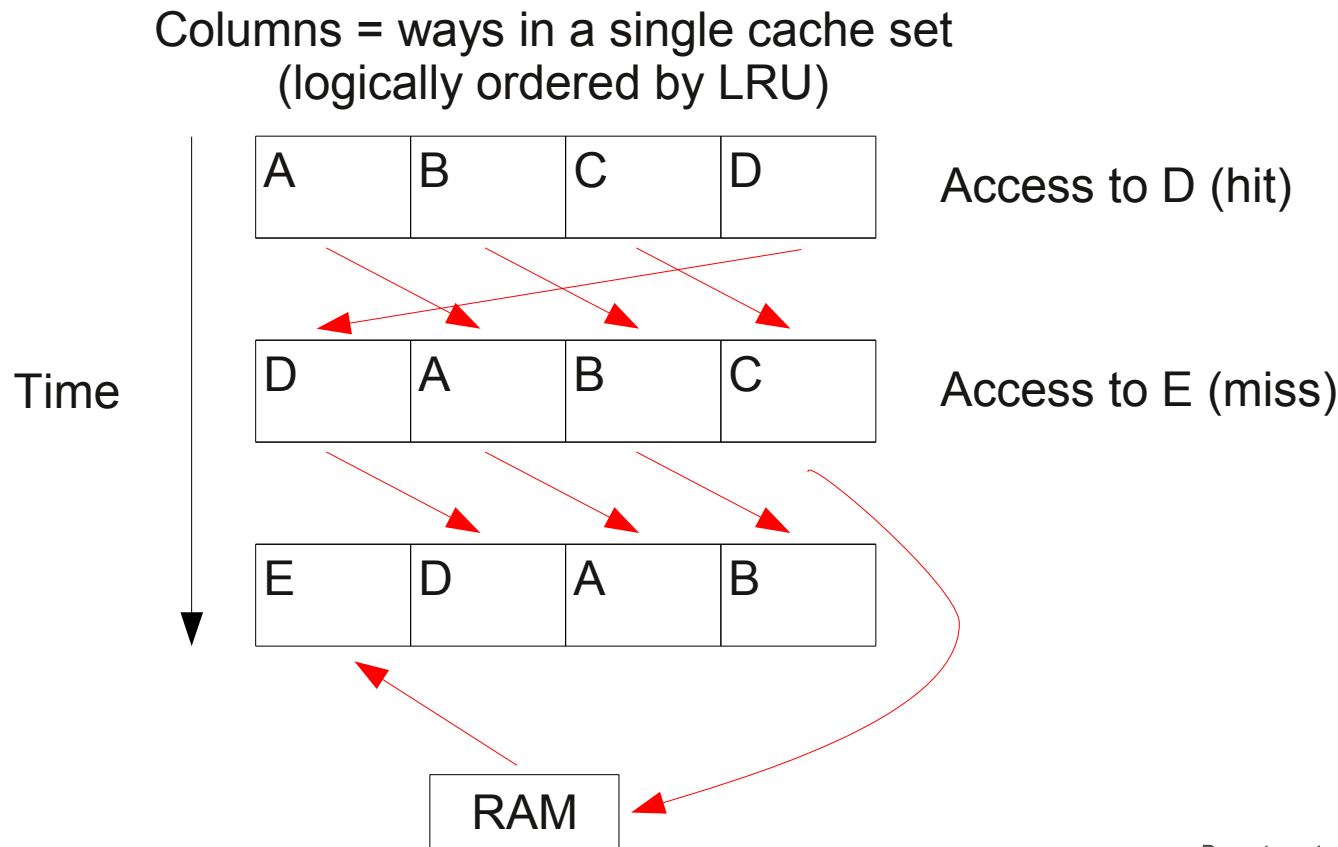 Columns = ways in a single cache set
(logically ordered by LRU)
A B C D Access to D (hit)
Time
D A B C Access to E (miss)
E D A B
RAM